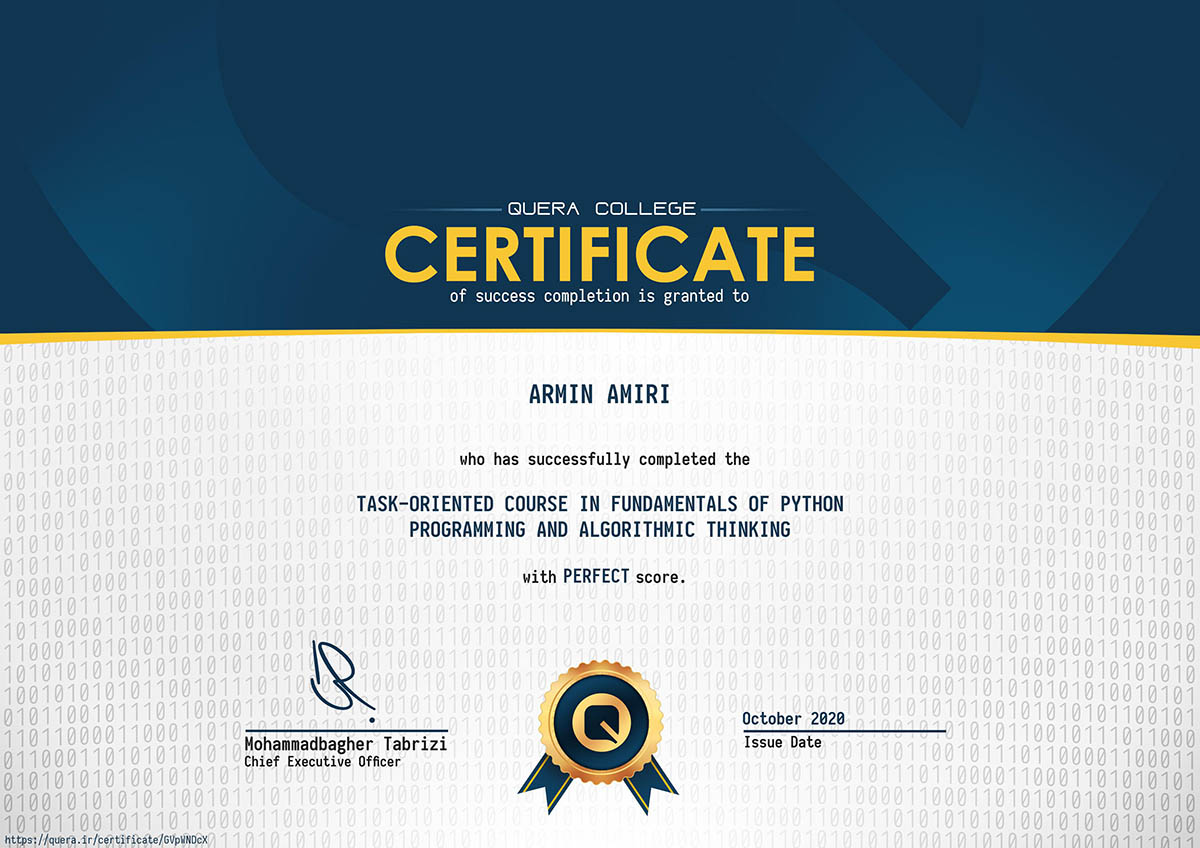 QUERA COLLEGE
CERTIFICATE
of success completion is granted to
ARMIN AMIRI
who has successfully completed the
TASK-ORIENTED COURSE IN FUNDAMENTALS OF PYTHON
PROGRAMMING AND ALGORITHMIC THINKING
with PERFECT score.
Mohammadbagher Tabrizi
Chief Executive Officer
October 2020
Issue Date
https://quera.ir/certificate/GVpWNDcX